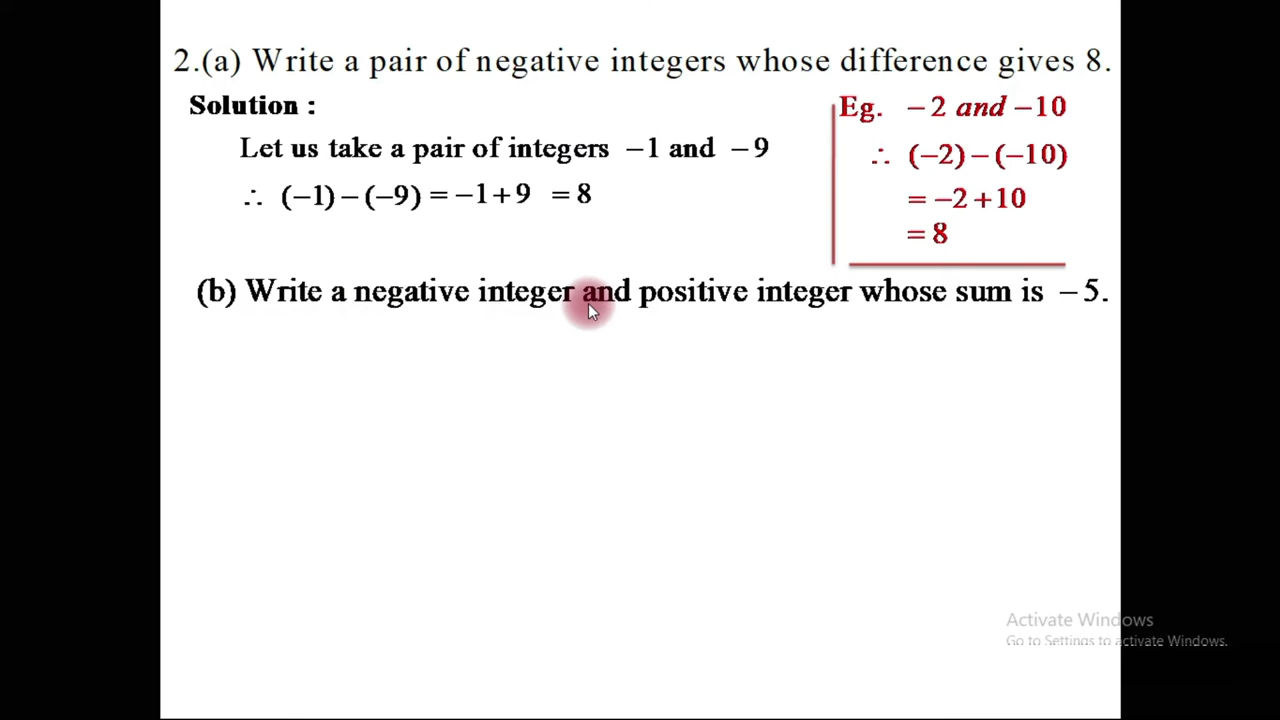 2.(a) Write a pair of negative integers whose difference gives 8.
Solution :
Let us take a pair of integers −1 and −9
∴ (−1)−(−9) = −1+9 = 8
Eg. −2 and −10
∴ (−2)−(−10)
= −2+10
= 8
(b) Write a negative integer and positive integer whose sum is −5.
Activate Windows
Go to Settings to activate Windows.